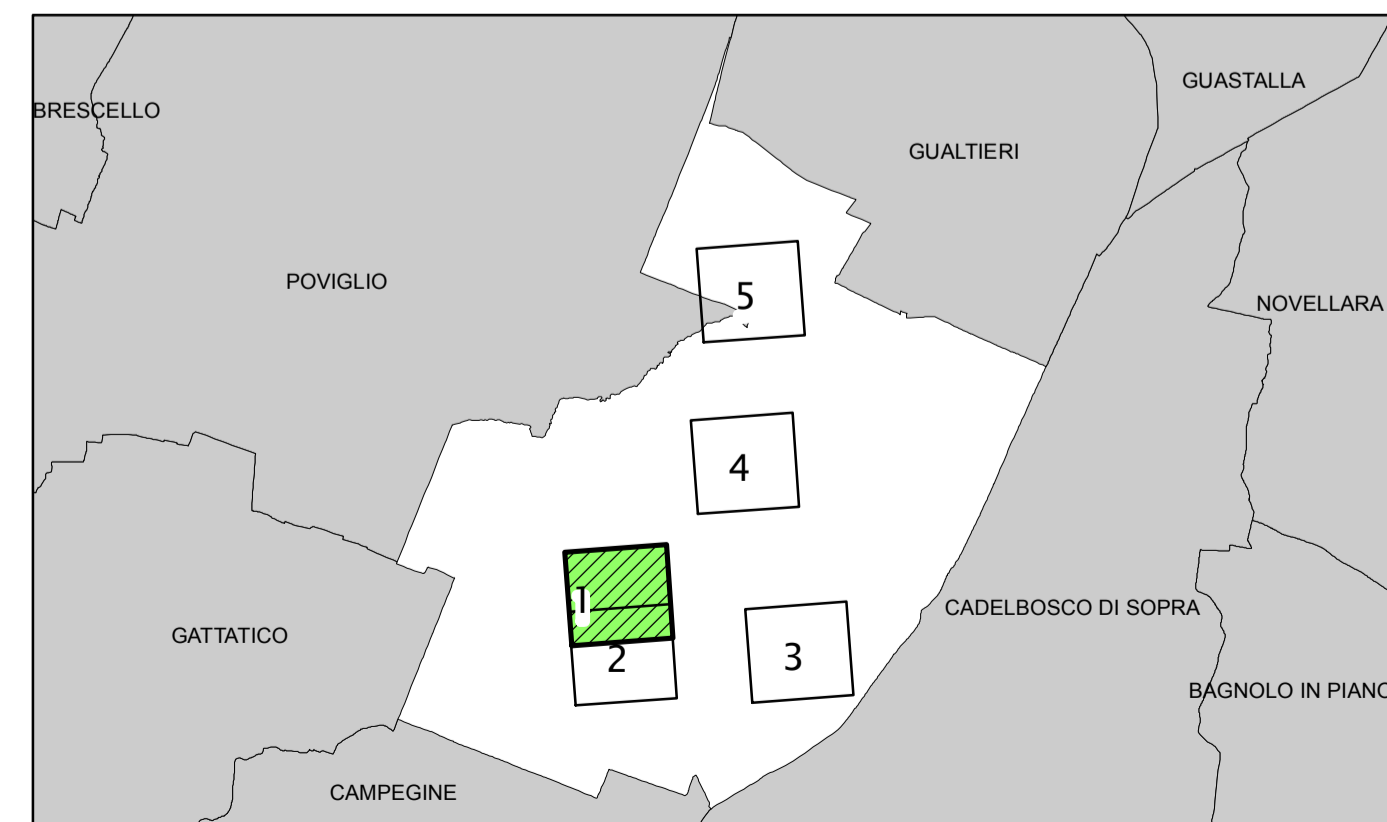 GUASTALLA
BRESCELLO
GUALTIERI
POVIGLIO
5
NOVELLARA
4
1
CADELBOSCO DI SOPRA
GATTATICO
2
3
BAGNOLO IN PIANO
CAMPEGINE